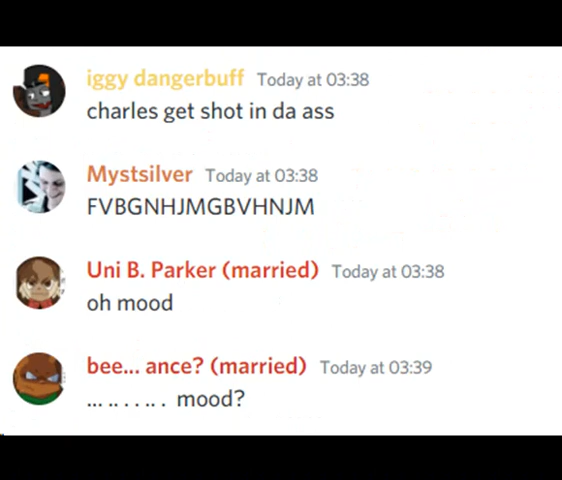 iggy dangerbuff Today at 03:38
charles get shot in da ass
Mystsilver Today at 03:38
FVBGNHJMGBVHNJM
Uni B. Parker (married) Today at 03:38
oh mood
bee... ance? (married) Today at 03:39
... .. . . .. . mood?